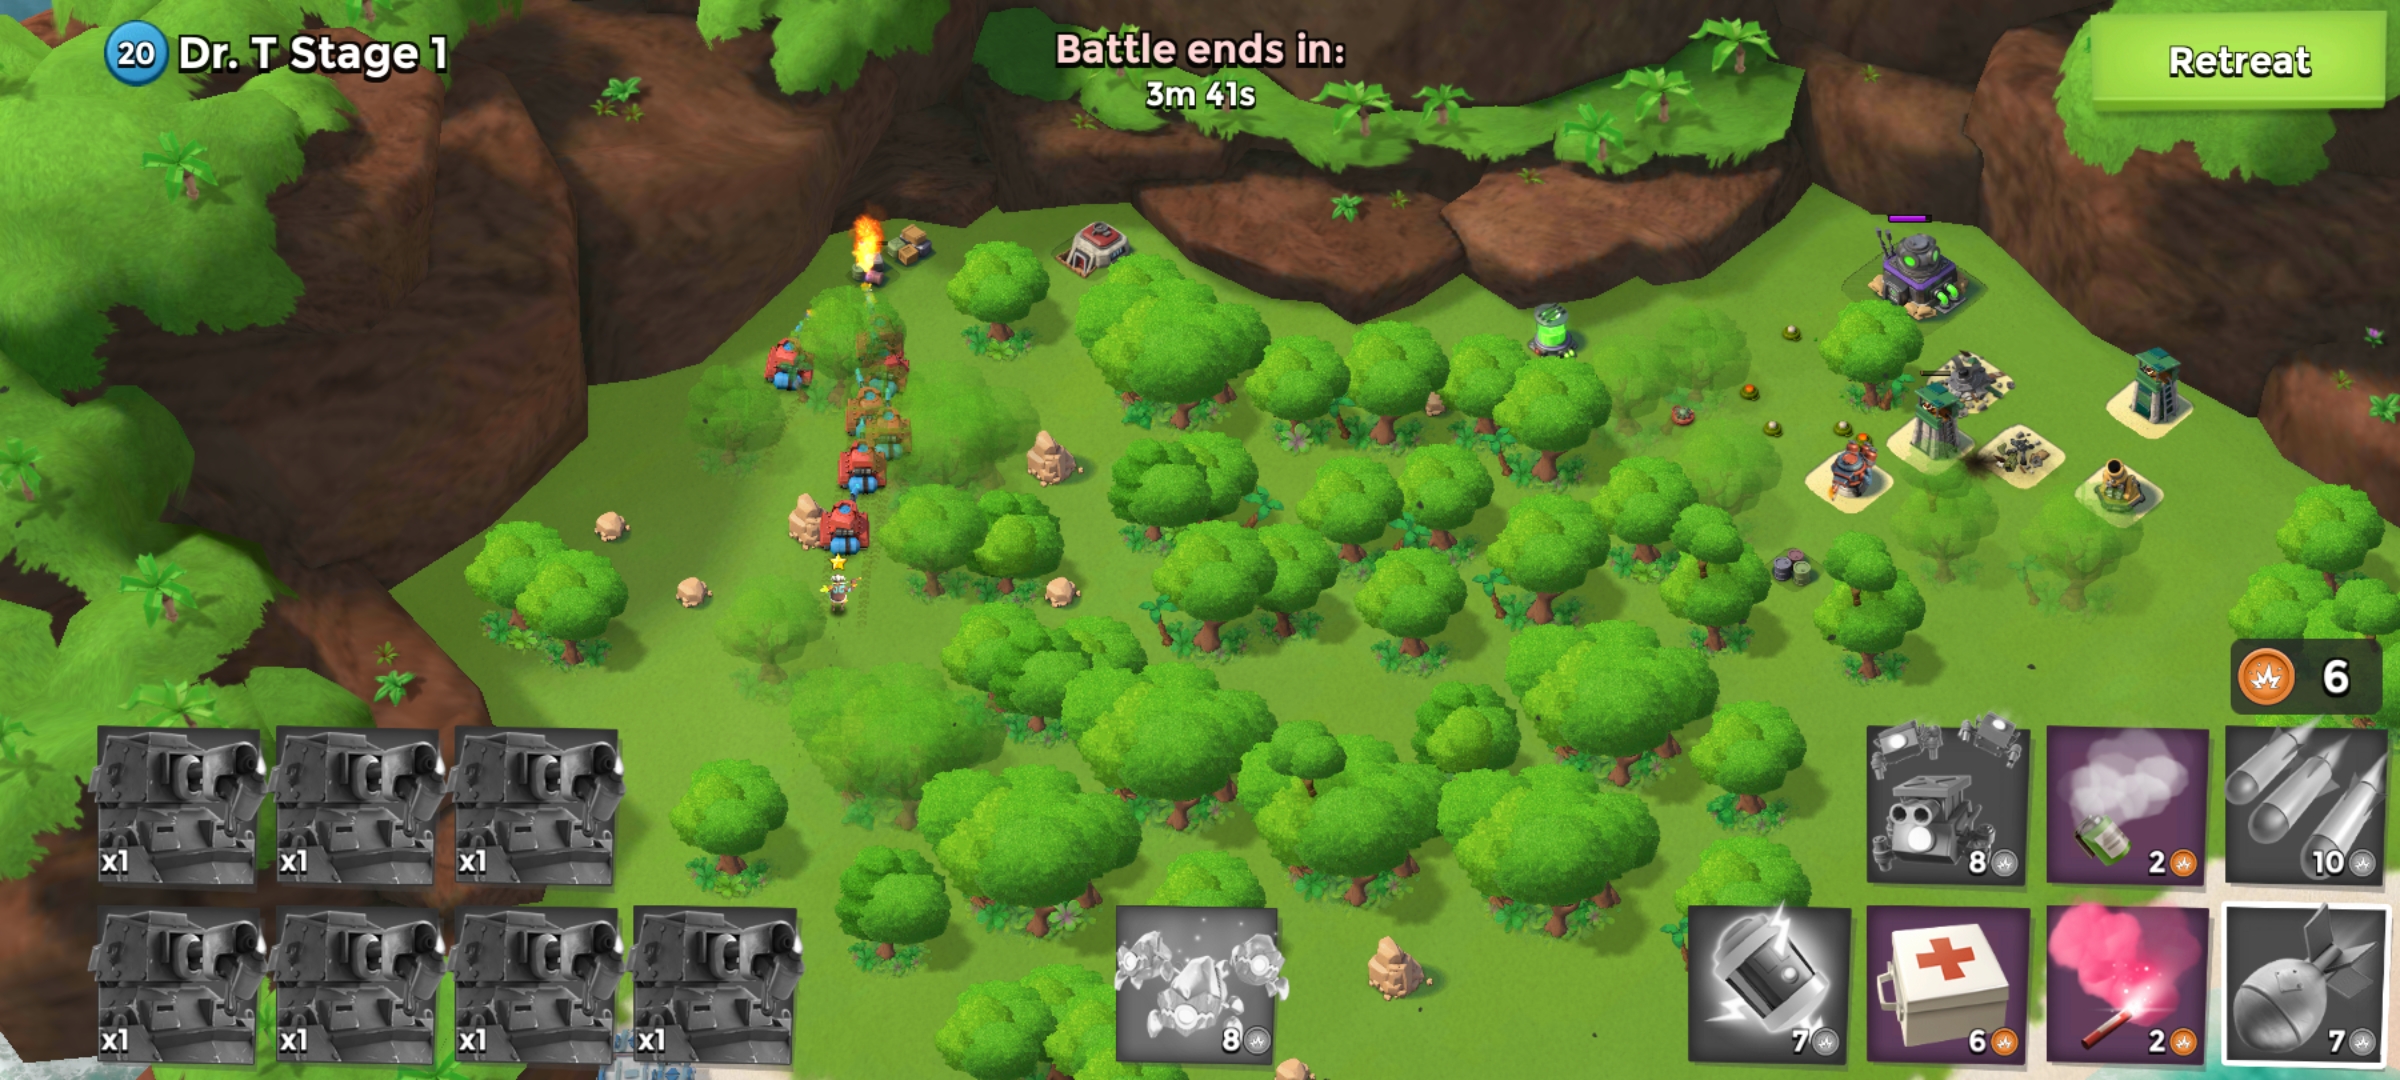 20 Dr. T Stage 1
Battle ends in:
3m 41s
Retreat
6
x1 x1 x1
8 2 10
x1 x1 x1 x1
8 7 6 2 7